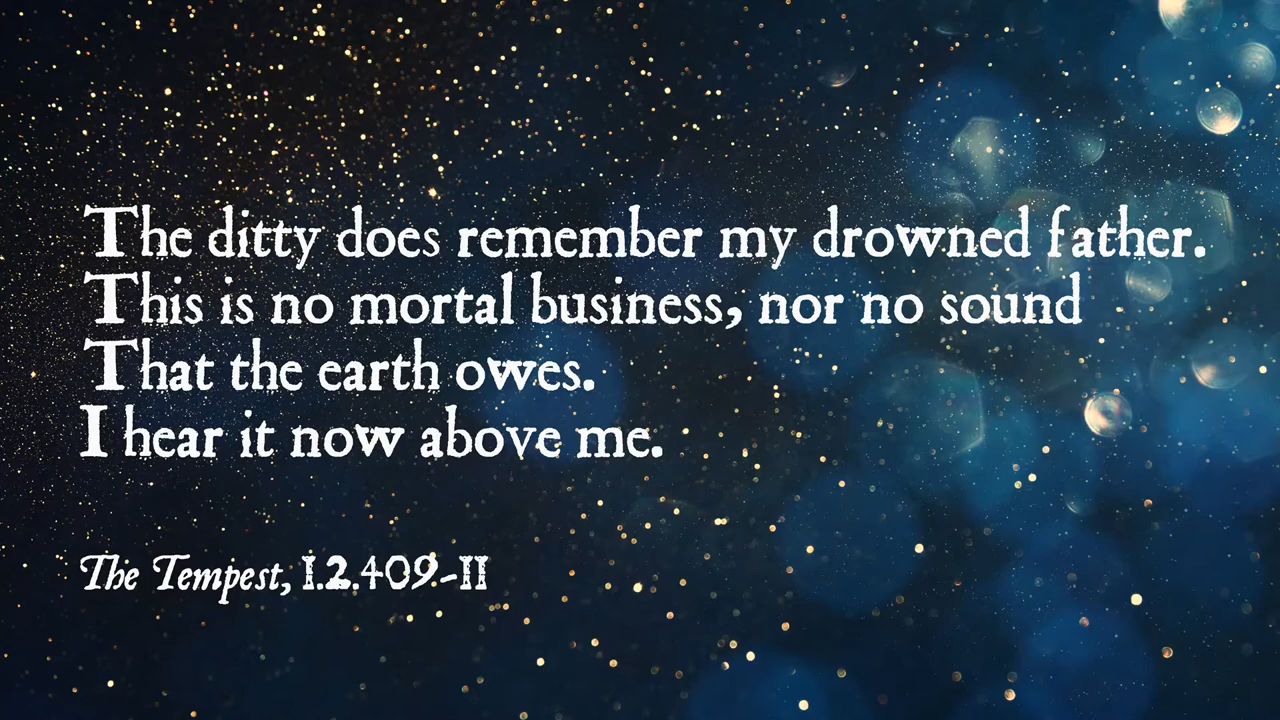 The ditty does remember my drowned father.
This is no mortal business, nor no sound
That the earth owes.
I hear it now above me.
The Tempest, 1.2.409-11